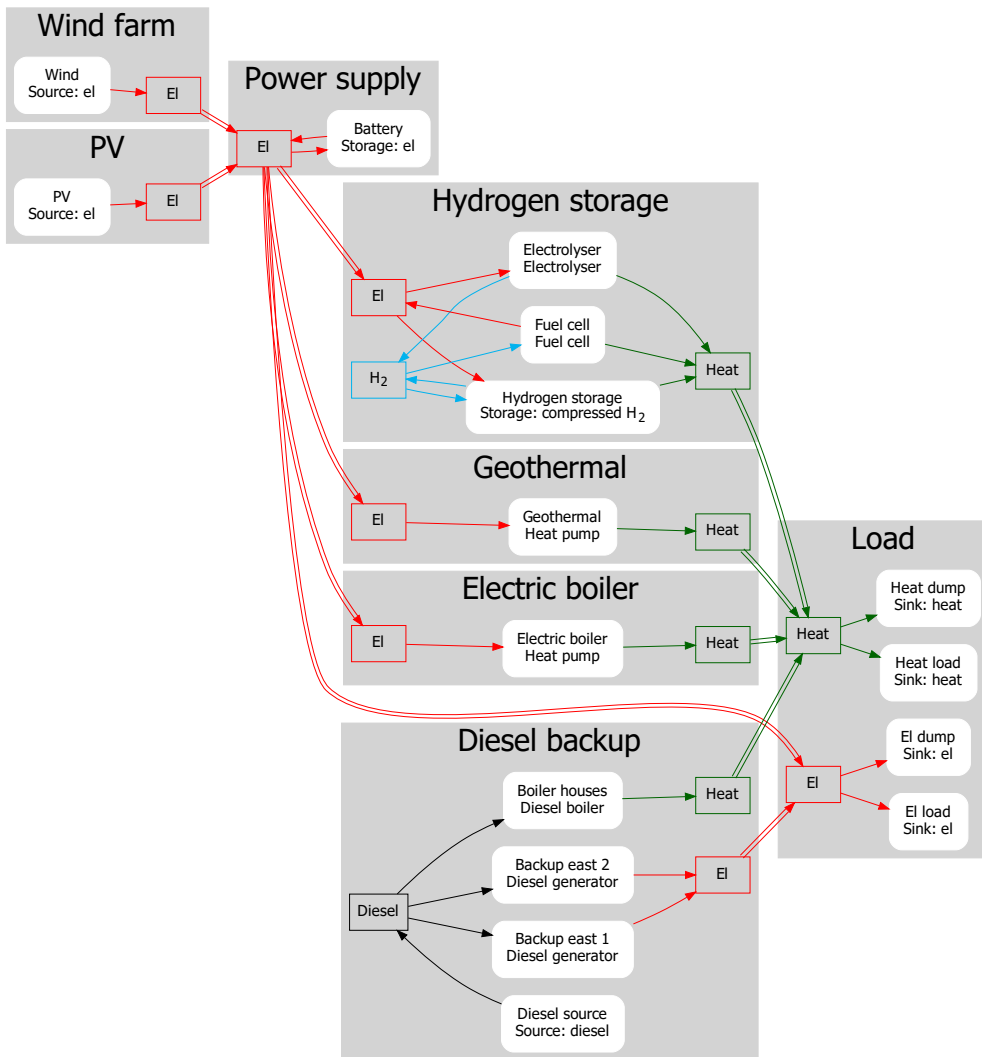 Wind farm
Wind
Source: el
El
Power supply
El
Battery
Storage: el
PV
PV
Source: el
El
Hydrogen storage
Electrolyser
Electrolyser
El
Fuel cell
Fuel cell
H2
Heat
Hydrogen storage
Storage: compressed H2
Geothermal
El
Geothermal
Heat pump
Heat
Electric boiler
El
Electric boiler
Heat pump
Heat
Load
Heat
Heat dump
Sink: heat
Heat load
Sink: heat
El
El dump
Sink: el
El load
Sink: el
Diesel backup
Boiler houses
Diesel boiler
Heat
Backup east 2
Diesel generator
El
Diesel
Backup east 1
Diesel generator
Diesel source
Source: diesel